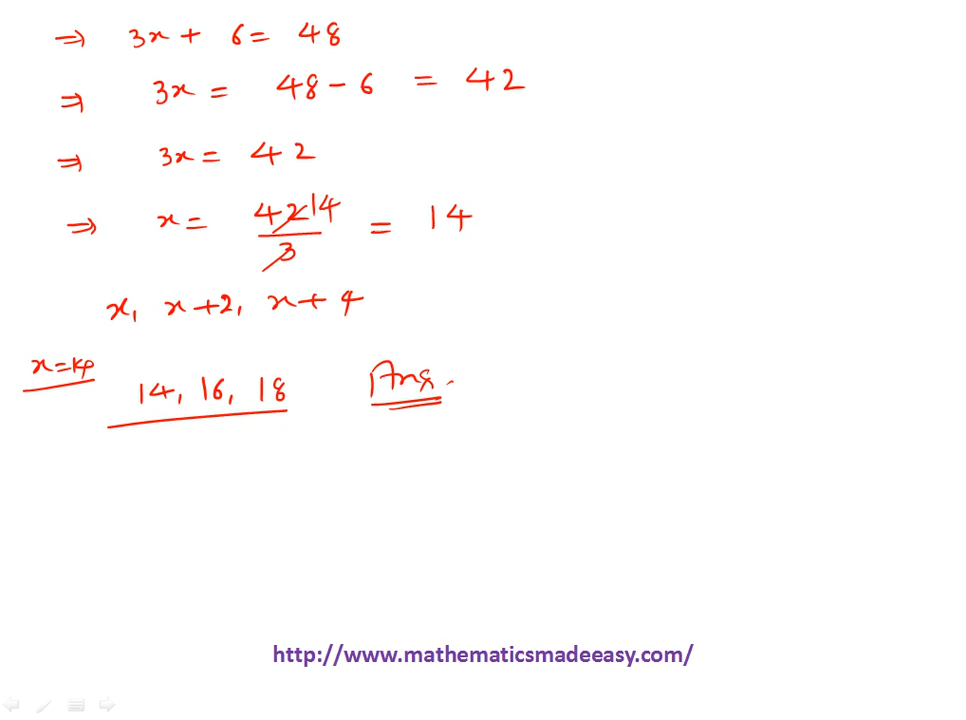 ⇒ 3x + 6 = 48
⇒ 3x = 48 - 6 = 42
⇒ 3x = 42
⇒ x = 42/3 14 = 14
x, x+2, x+4
x=14
14, 16, 18 Ans.
http://www.mathematicsmadeeasy.com/